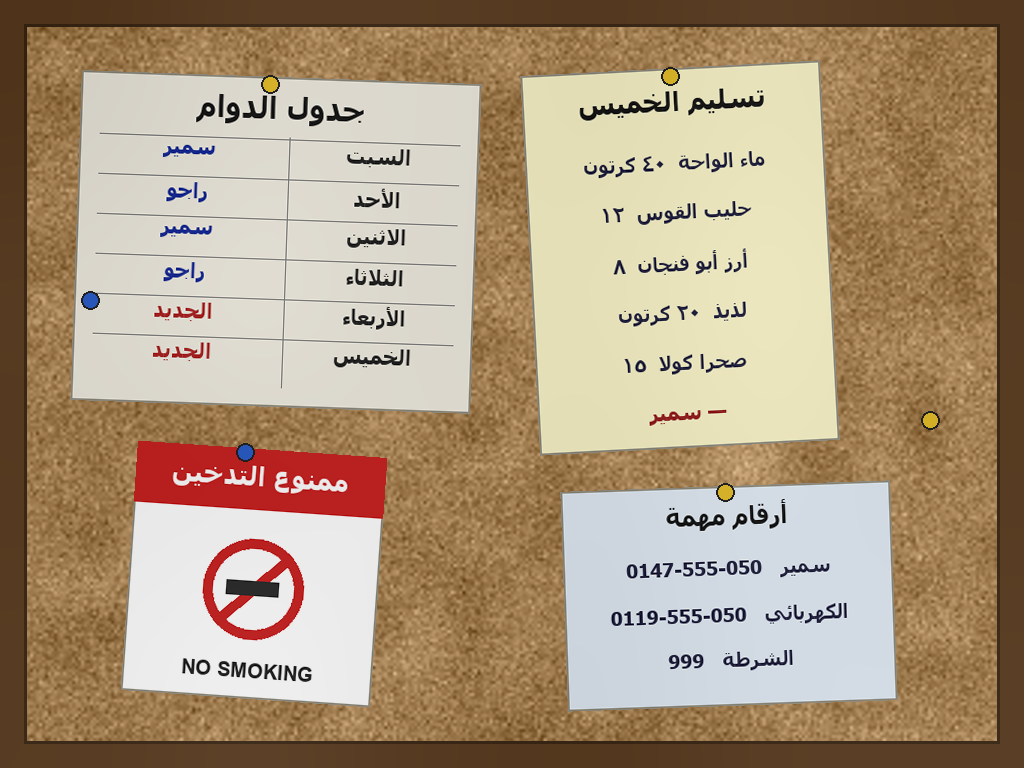 جدول الدوام
السبت سمير
الأحد راجو
الاثنين سمير
الثلاثاء راجو
الأربعاء الجديد
الخميس الجديد
تسليم الخميس
ماء الواحة ٤٠ كرتون
حليب القوس ١٢
أرز أبو فنجان ٨
لذيذ ٢٠ كرتون
صحرا كولا ١٥
— سمير
ممنوع التدخين
NO SMOKING
أرقام مهمة
سمير 0147-555-050
الكهربائي 0119-555-050
الشرطة 999